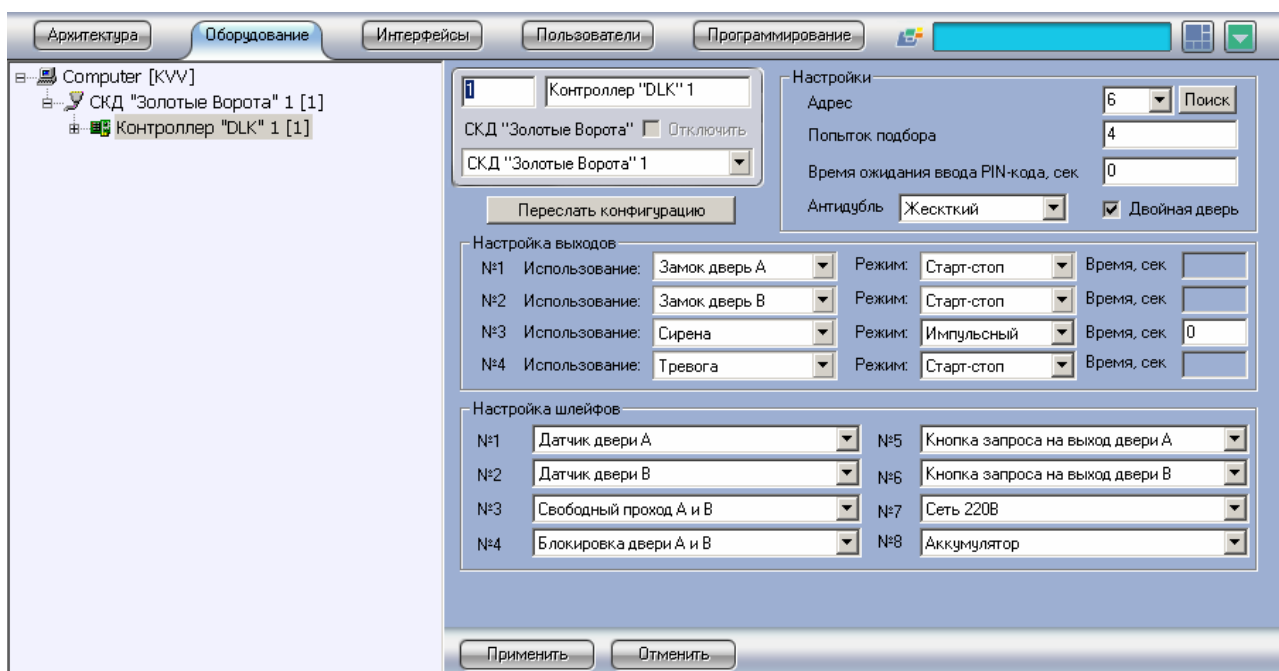 Архитектура Оборудование Интерфейсы Пользователи Программирование
Computer [KVV]
СКД "Золотые Ворота" 1 [1]
Контроллер "DLK" 1 [1]
1 Контроллер "DLK" 1
СКД "Золотые Ворота" Отключить
СКД "Золотые Ворота" 1
Переслать конфигурацию
Настройки
Адрес 6 Поиск
Попыток подбора 4
Время ожидания ввода PIN-кода, сек 0
Антидубль Жескткий Двойная дверь
Настройка выходов
№1 Использование: Замок дверь А Режим: Старт-стоп Время, сек
№2 Использование: Замок дверь В Режим: Старт-стоп Время, сек
№3 Использование: Сирена Режим: Импульсный Время, сек 0
№4 Использование: Тревога Режим: Старт-стоп Время, сек
Настройка шлейфов
№1 Датчик двери А №5 Кнопка запроса на выход двери А
№2 Датчик двери В №6 Кнопка запроса на выход двери В
№3 Свободный проход А и В №7 Сеть 220В
№4 Блокировка двери А и В №8 Аккумулятор
Применить Отменить